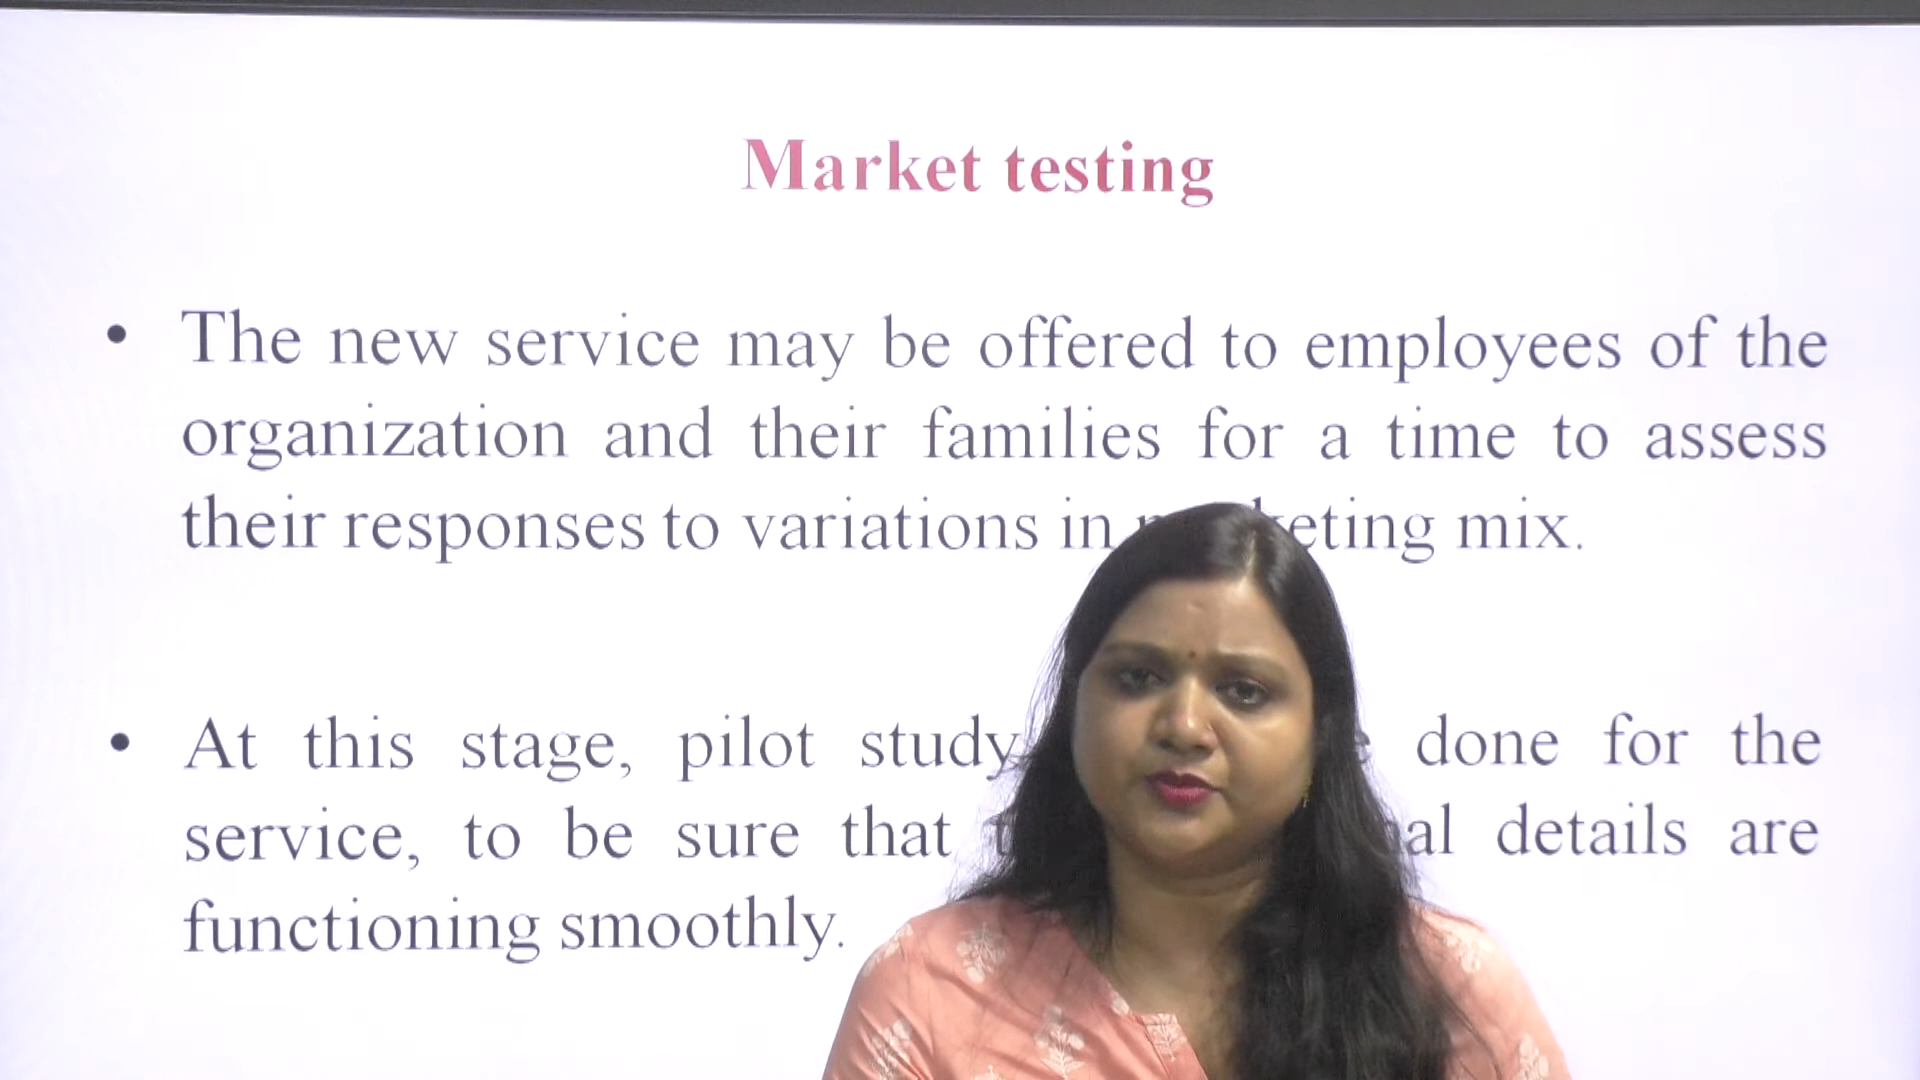 Market testing
• The new service may be offered to employees of the
organization and their families for a time to assess
their responses to variations in marketing mix.
• At this stage, pilot study done for the
service, to be sure that details are
functioning smoothly.